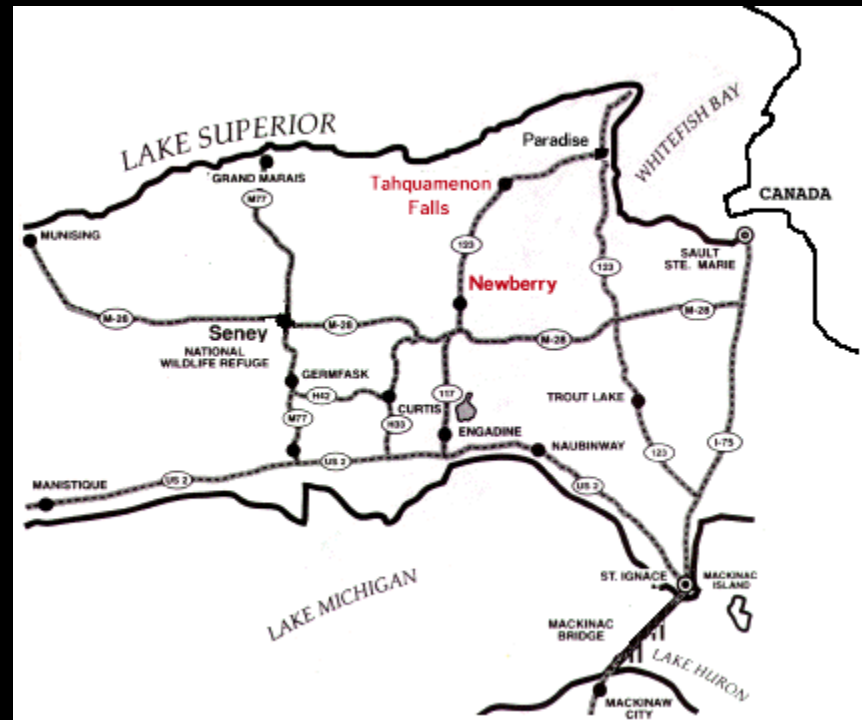 LAKE SUPERIOR
WHITEFISH BAY
Paradise
GRAND MARAIS
M77
Tahquamenon
Falls
CANADA
MUNISING
123
123
SAULT
STE. MARIE
Newberry
M-28
Seney
M-28
M-28
M-28
NATIONAL
WILDLIFE REFUGE
GERMFASK
H42
CURTIS
117
TROUT LAKE
M77
H33
ENGADINE
NAUBINWAY
I-75
123
US 2
US 2
US 2
MANISTIQUE
ST. IGNACE
MACKINAC
ISLAND
LAKE MICHIGAN
MACKINAC
BRIDGE
LAKE HURON
MACKINAW
CITY